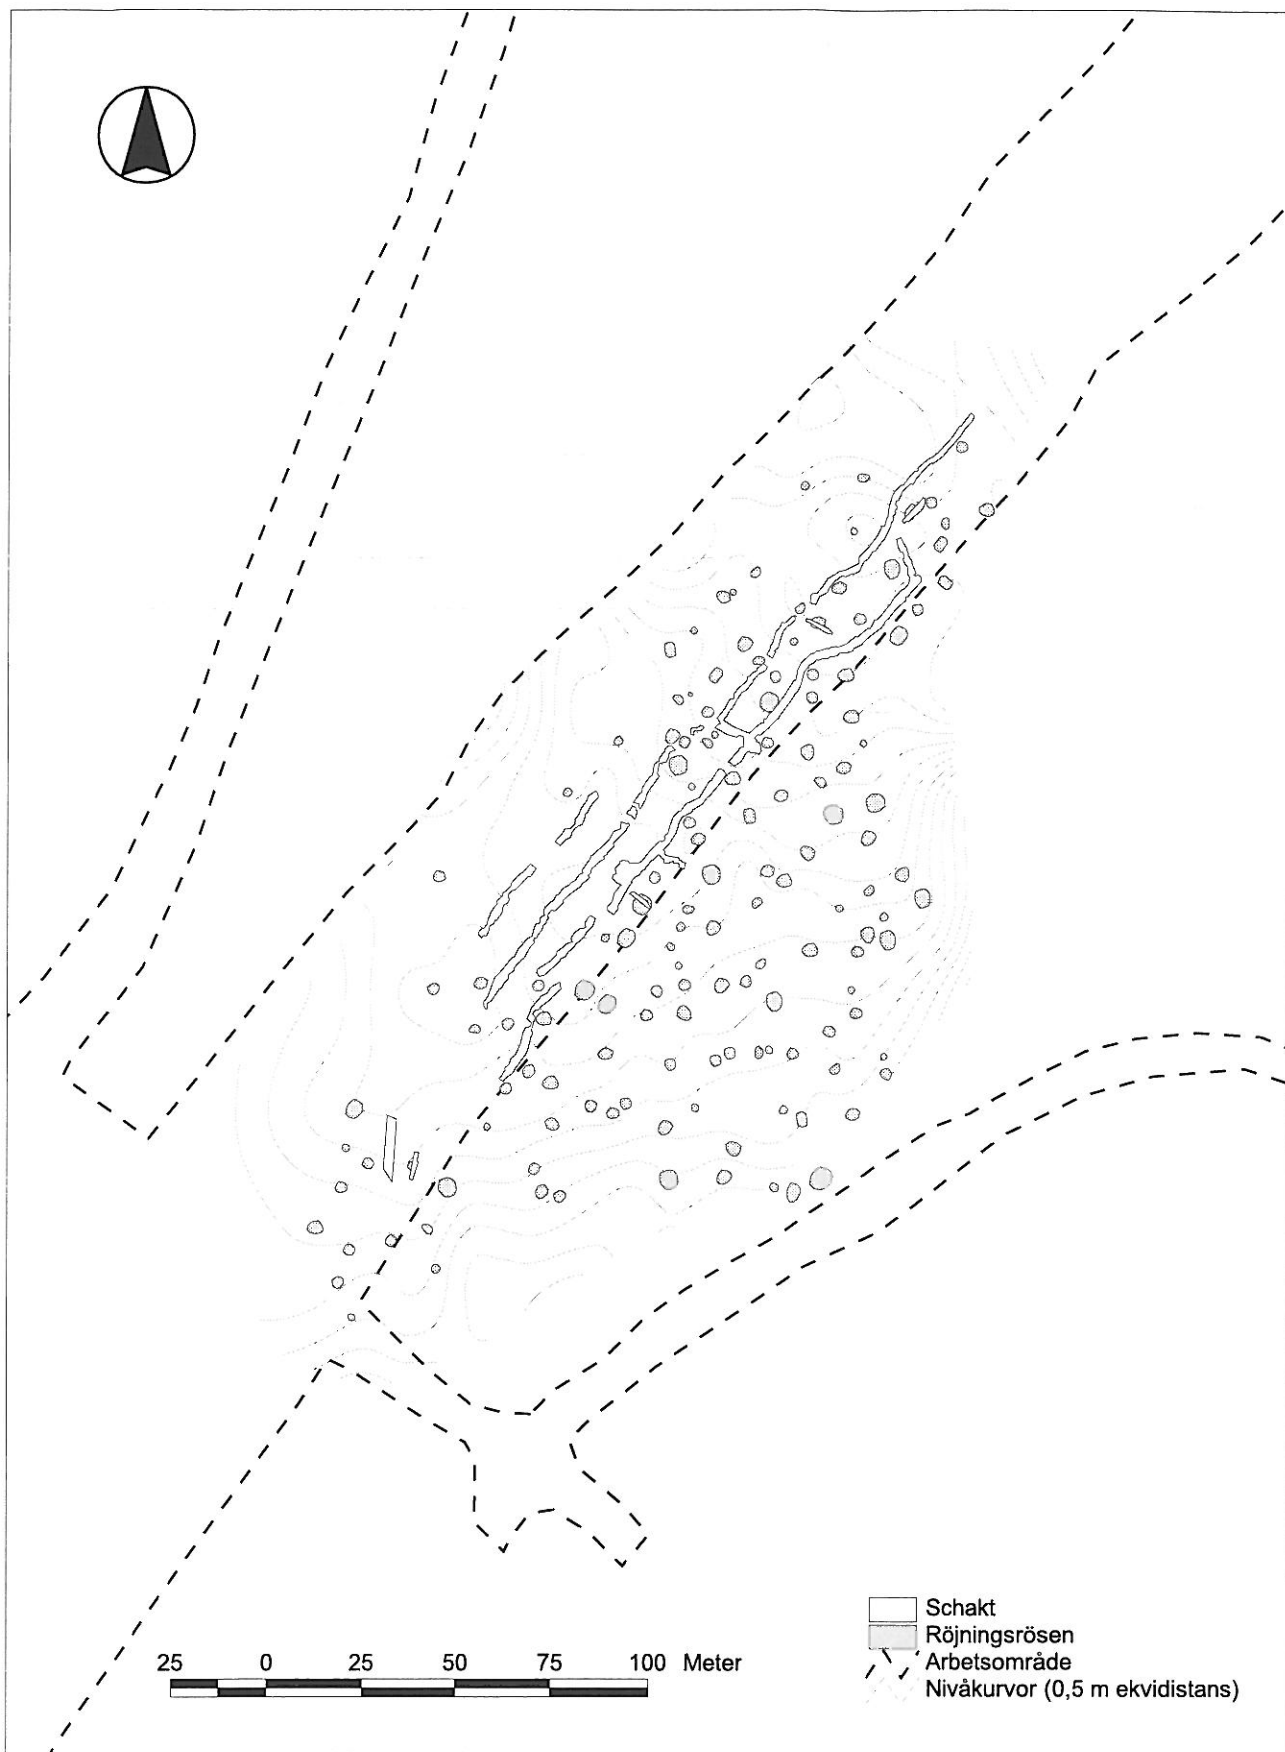 25 0 25 50 75 100 Meter
Schakt
Röjningsrösen
Arbetsområde
Nivåkurvor (0,5 m ekvidistans)